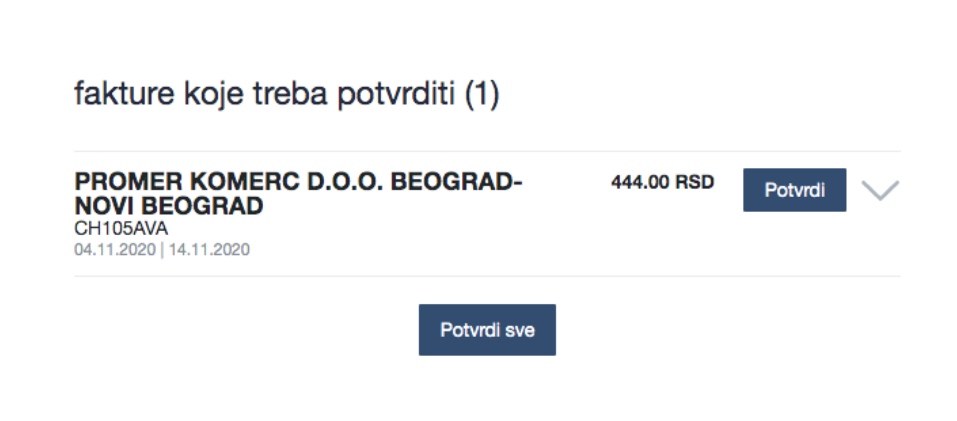 fakture koje treba potvrditi (1)
PROMER KOMERC D.O.O. BEOGRAD-
NOVI BEOGRAD
444.00 RSD
Potvrdi
CH105AVA
04.11.2020 | 14.11.2020
Potvrdi sve